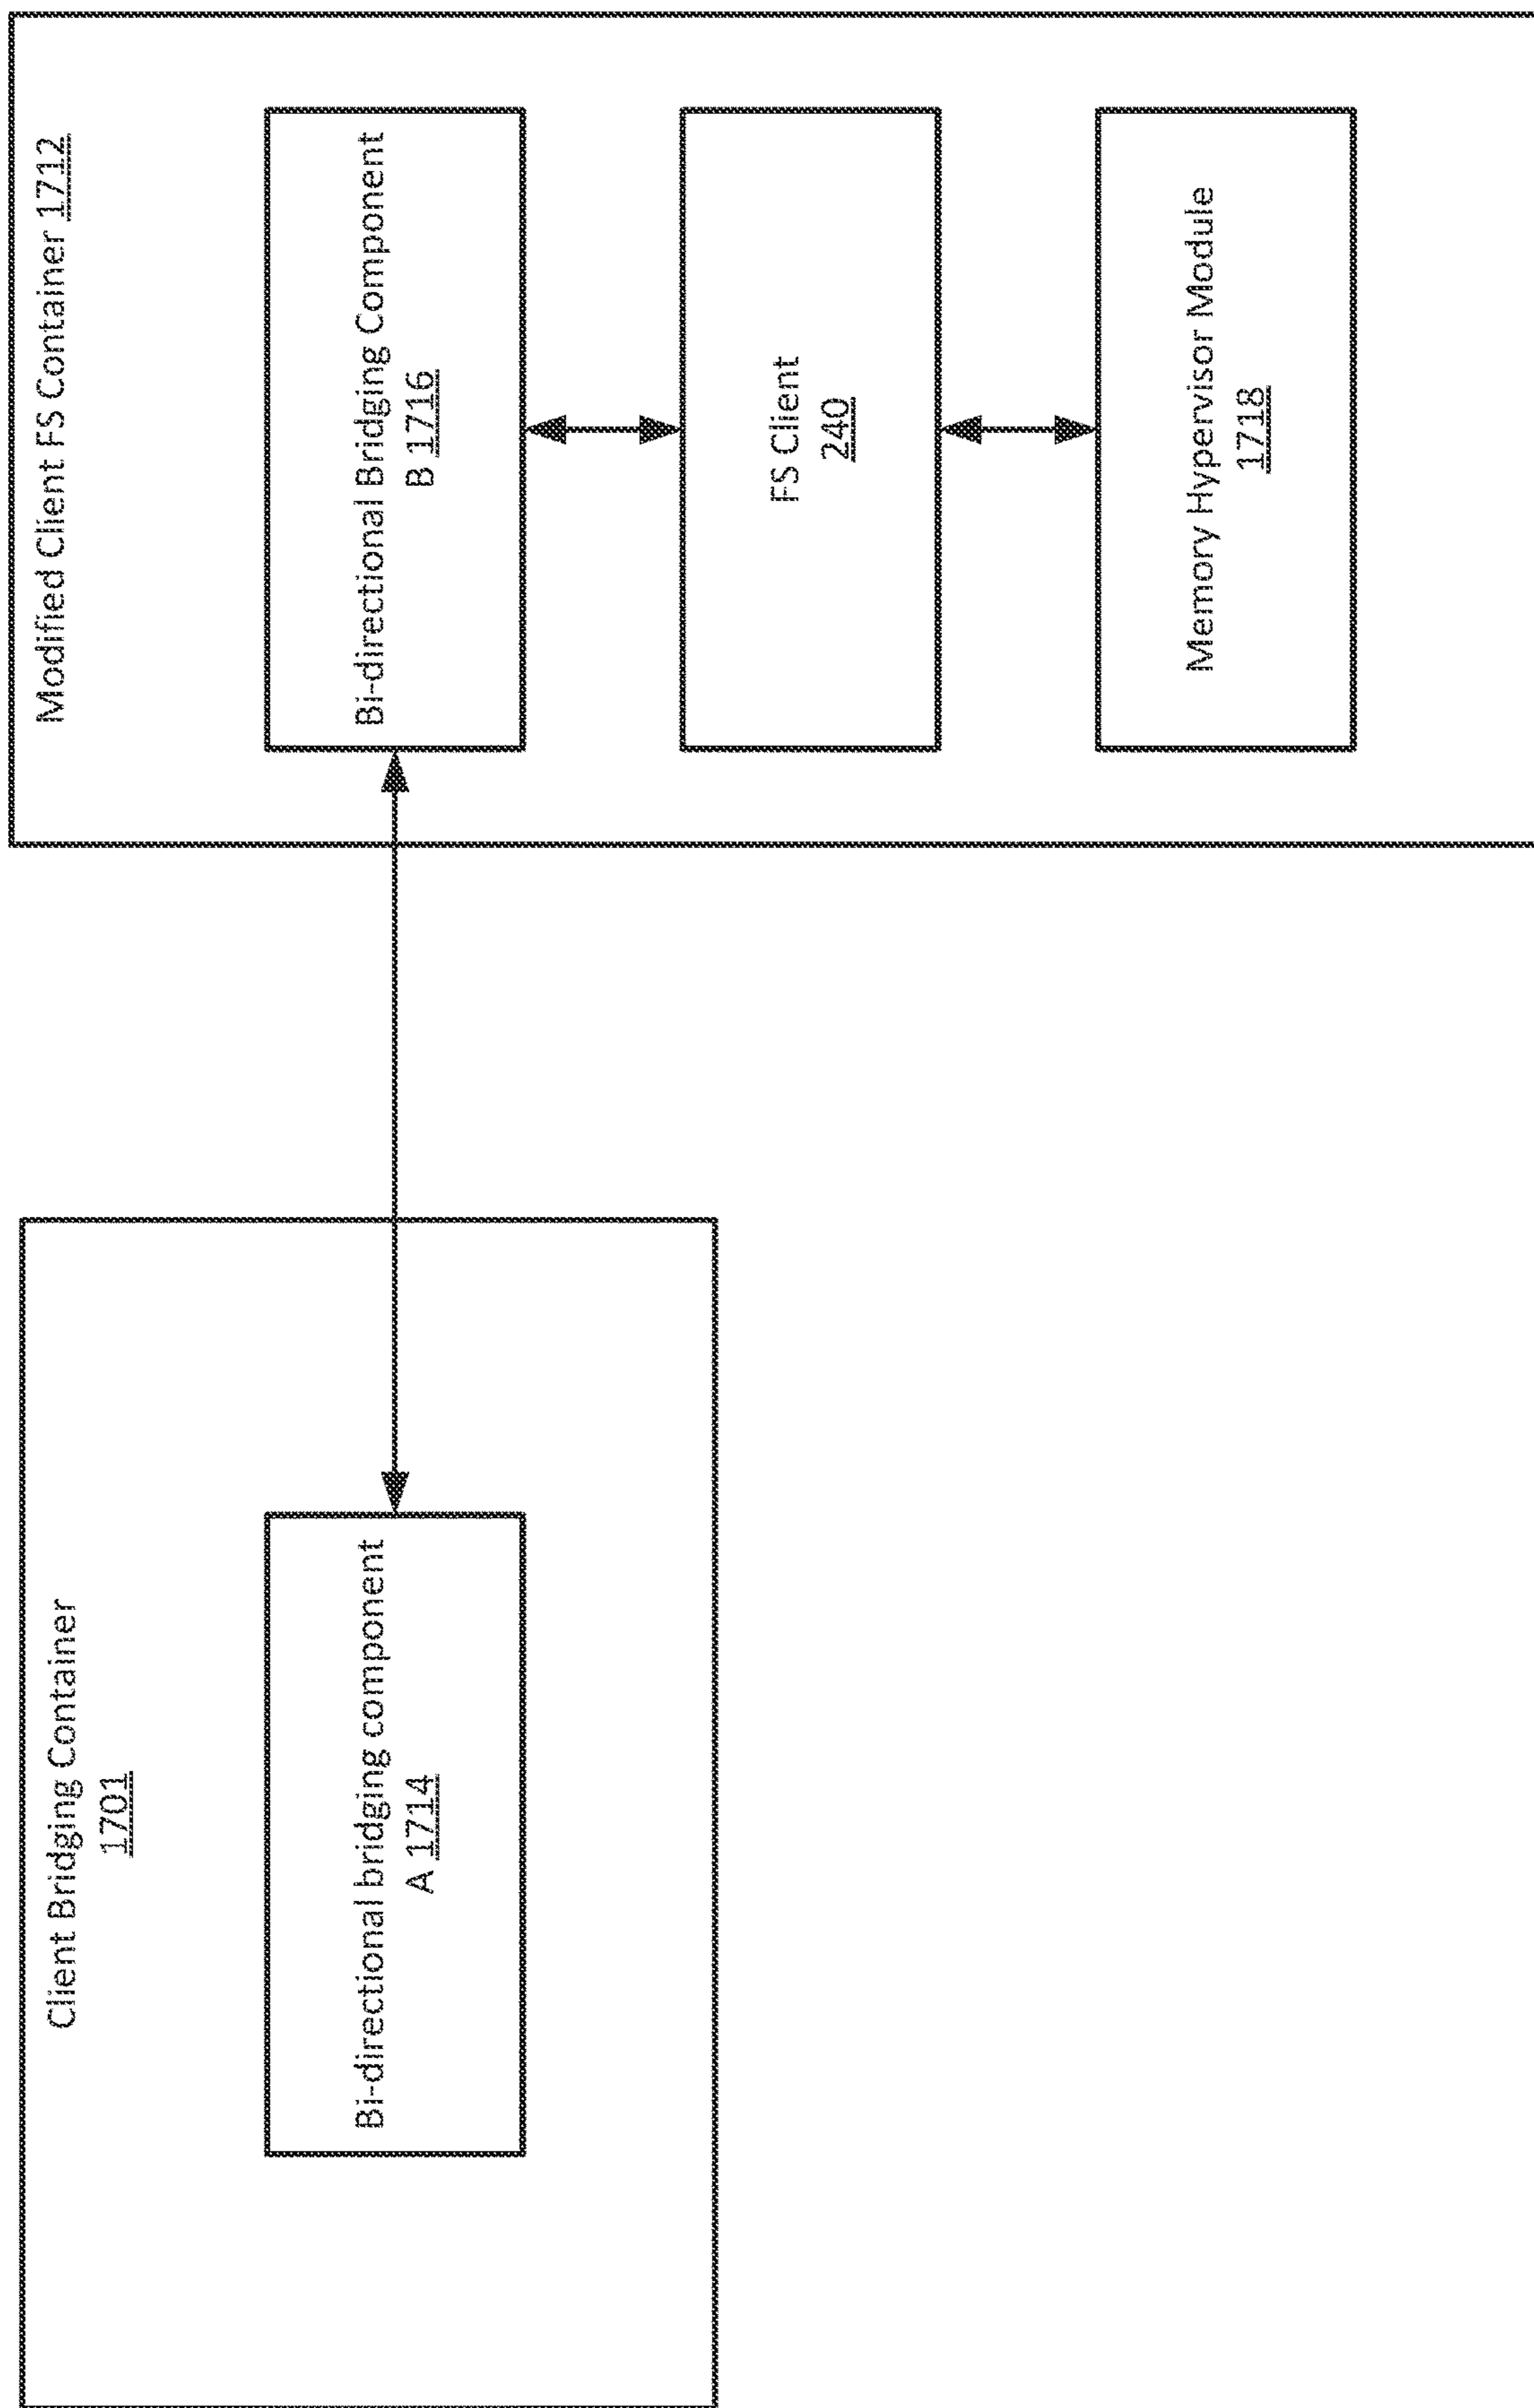 Client Bridging Container
1701
Bi-directional bridging component
A 1714
Modified Client FS Container 1712
Bi-directional Bridging Component
B 1716
FS Client
240
Memory Hypervisor Module
1718